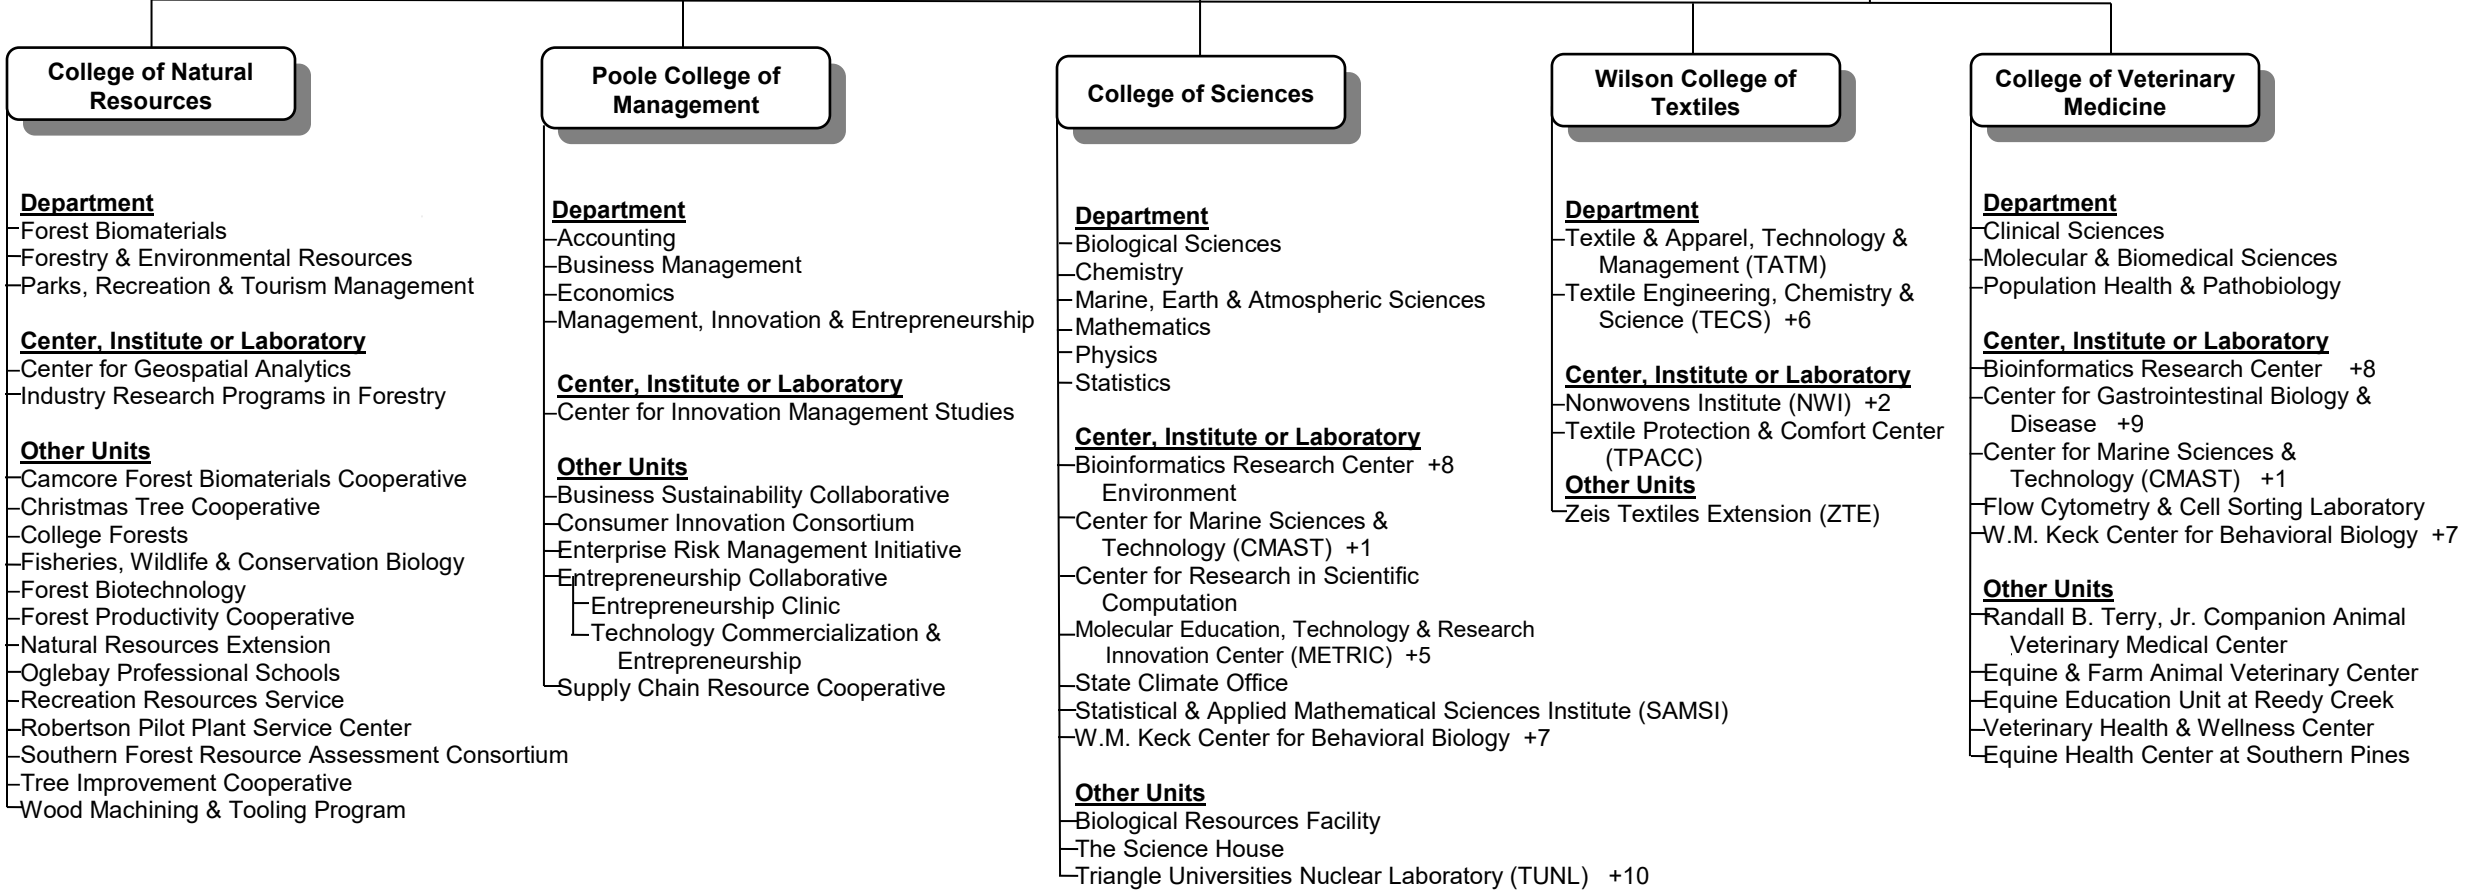 College of Natural
Resources
Department
Forest Biomaterials
Forestry & Environmental Resources
Parks, Recreation & Tourism Management
Center, Institute or Laboratory
Center for Geospatial Analytics
Industry Research Programs in Forestry
Other Units
Camcore Forest Biomaterials Cooperative
Christmas Tree Cooperative
College Forests
Fisheries, Wildlife & Conservation Biology
Forest Biotechnology
Forest Productivity Cooperative
Natural Resources Extension
Oglebay Professional Schools
Recreation Resources Service
Robertson Pilot Plant Service Center
Southern Forest Resource Assessment Consortium
Tree Improvement Cooperative
Wood Machining & Tooling Program
Poole College of
Management
Department
Accounting
Business Management
Economics
Management, Innovation & Entrepreneurship
Center, Institute or Laboratory
Center for Innovation Management Studies
Other Units
Business Sustainability Collaborative
Consumer Innovation Consortium
Enterprise Risk Management Initiative
Entrepreneurship Collaborative
Entrepreneurship Clinic
Technology Commercialization &
Entrepreneurship
Supply Chain Resource Cooperative
College of Sciences
Department
Biological Sciences
Chemistry
Marine, Earth & Atmospheric Sciences
Mathematics
Physics
Statistics
Center, Institute or Laboratory
Bioinformatics Research Center +8
Environment
Center for Marine Sciences &
Technology (CMAST) +1
Center for Research in Scientific
Computation
Molecular Education, Technology & Research
Innovation Center (METRIC) +5
State Climate Office
Statistical & Applied Mathematical Sciences Institute (SAMSI)
W.M. Keck Center for Behavioral Biology +7
Other Units
Biological Resources Facility
The Science House
Triangle Universities Nuclear Laboratory (TUNL) +10
Wilson College of
Textiles
Department
Textile & Apparel, Technology &
Management (TATM)
Textile Engineering, Chemistry &
Science (TECS) +6
Center, Institute or Laboratory
Nonwovens Institute (NWI) +2
Textile Protection & Comfort Center
(TPACC)
Other Units
Zeis Textiles Extension (ZTE)
College of Veterinary
Medicine
Department
Clinical Sciences
Molecular & Biomedical Sciences
Population Health & Pathobiology
Center, Institute or Laboratory
Bioinformatics Research Center +8
Center for Gastrointestinal Biology &
Disease +9
Center for Marine Sciences &
Technology (CMAST) +1
Flow Cytometry & Cell Sorting Laboratory
W.M. Keck Center for Behavioral Biology +7
Other Units
Randall B. Terry, Jr. Companion Animal
Veterinary Medical Center
Equine & Farm Animal Veterinary Center
Equine Education Unit at Reedy Creek
Veterinary Health & Wellness Center
Equine Health Center at Southern Pines